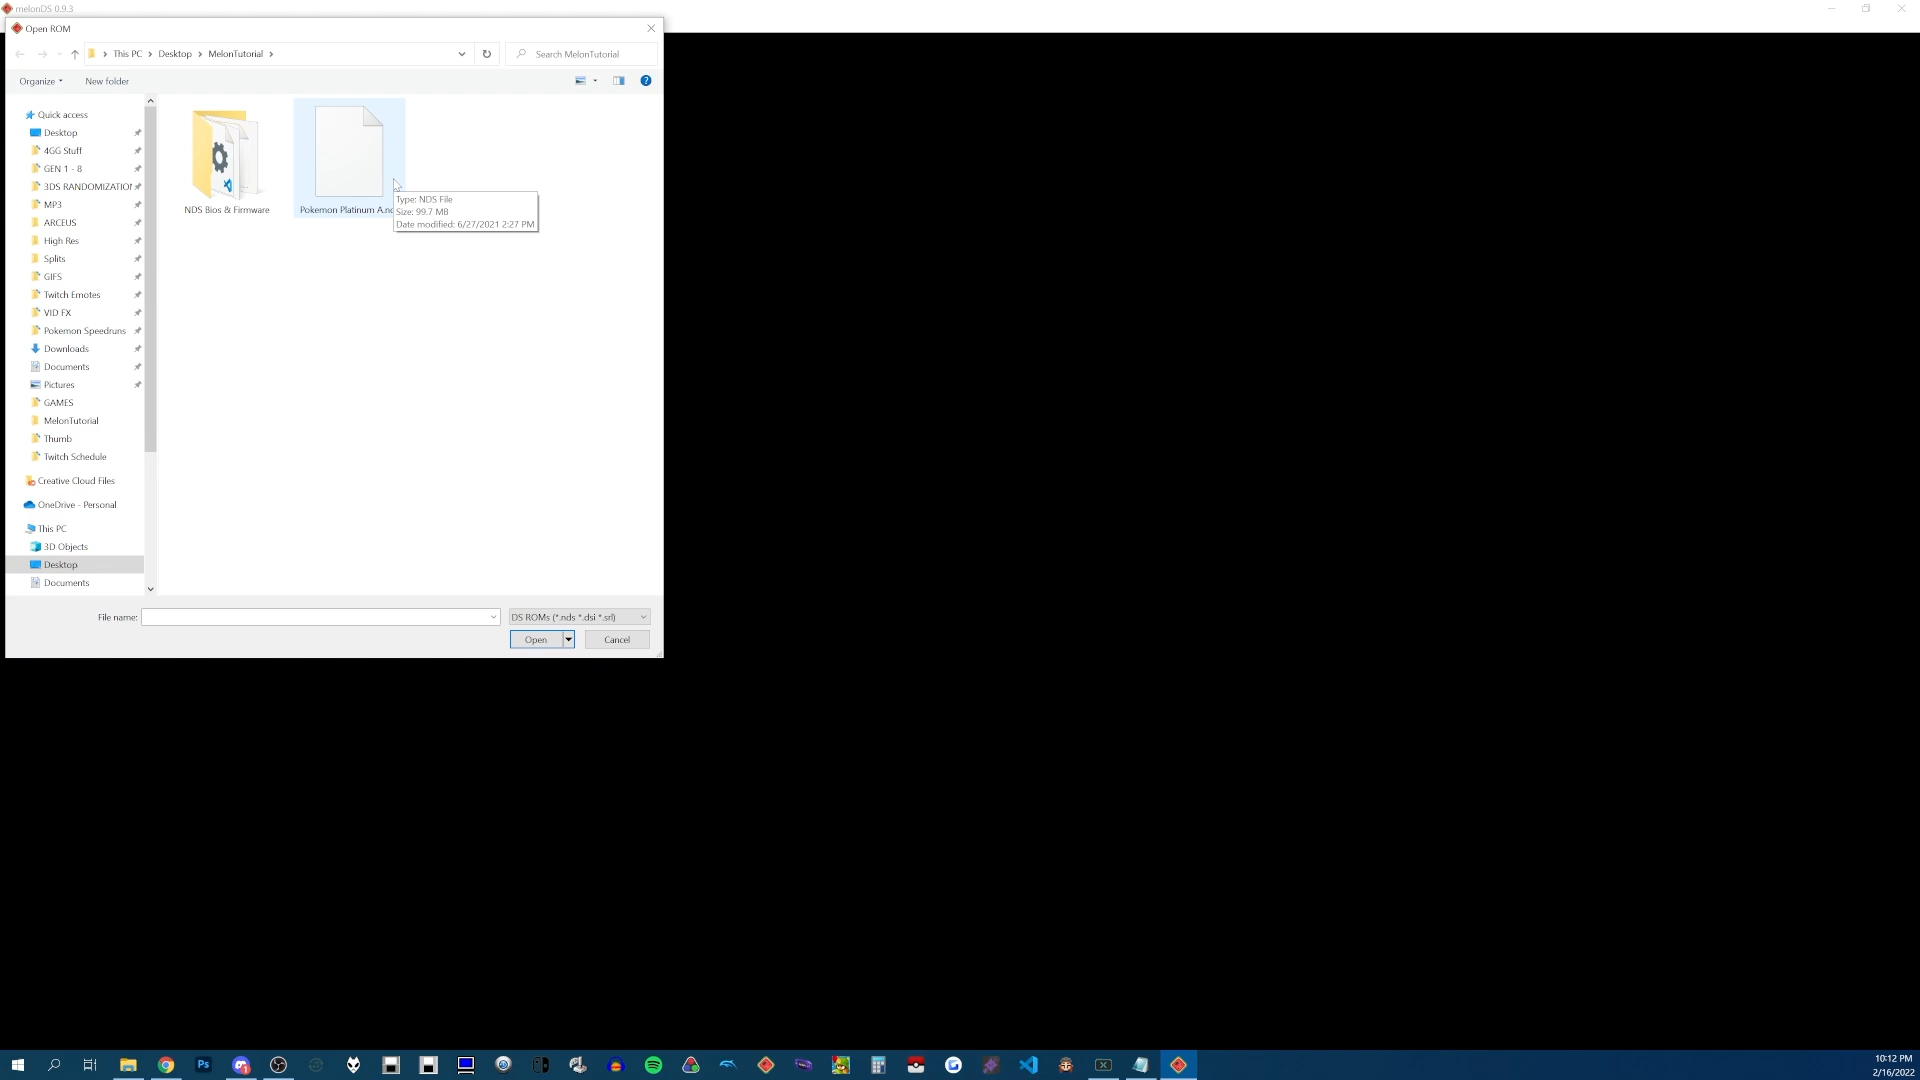 melonDS 0.9.3
Open ROM
This PC
Desktop
MelonTutorial
Search MelonTutorial
Organize
New folder
Quick access
Desktop
4GG Stuff
GEN 1 - 8
3DS RANDOMIZATION
MP3
ARCEUS
High Res
Splits
GIFS
Twitch Emotes
VID FX
Pokemon Speedruns
Downloads
Documents
Pictures
GAMES
MelonTutorial
Thumb
Twitch Schedule
Creative Cloud Files
OneDrive - Personal
This PC
3D Objects
Desktop
Documents
NDS Bios & Firmware
Pokemon Platinum A.nd
Type: NDS File
Size: 99.7 MB
Date modified: 6/27/2021 2:27 PM
File name:
DS ROMs (*.nds *.dsi *.srl)
Open
Cancel
Ps
10:12 PM
2/16/2022